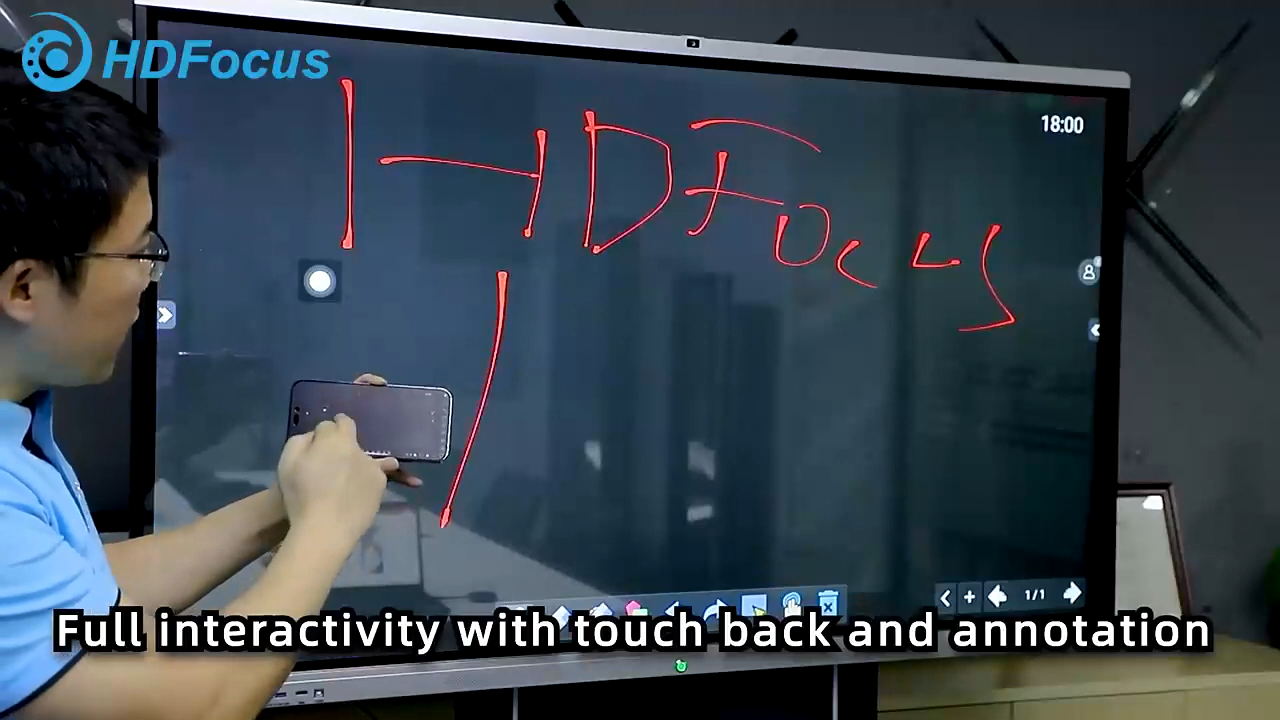 HDFocus
18:00
HDFocus
1/1
Full interactivity with touch back and annotation